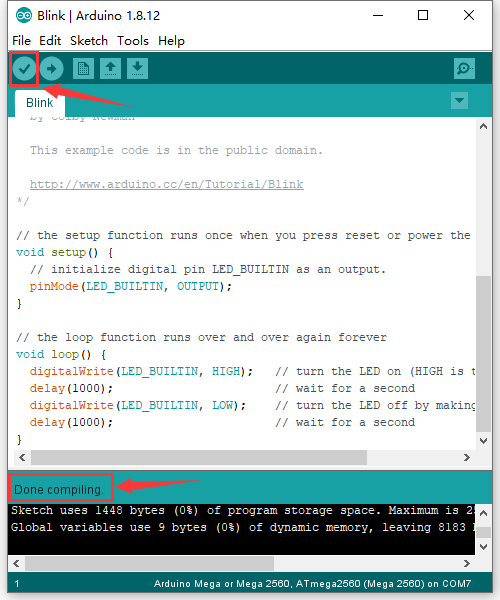 Blink | Arduino 1.8.12
File Edit Sketch Tools Help
Blink
by Colby Newman
This example code is in the public domain.
http://www.arduino.cc/en/Tutorial/Blink
*/
// the setup function runs once when you press reset or power the
void setup() {
// initialize digital pin LED_BUILTIN as an output.
pinMode(LED_BUILTIN, OUTPUT);
}
// the loop function runs over and over again forever
void loop() {
digitalWrite(LED_BUILTIN, HIGH); // turn the LED on (HIGH is t
delay(1000); // wait for a second
digitalWrite(LED_BUILTIN, LOW); // turn the LED off by making
delay(1000); // wait for a second
}
Done compiling.
Sketch uses 1448 bytes (0%) of program storage space. Maximum is 25
Global variables use 9 bytes (0%) of dynamic memory, leaving 8183
1 Arduino Mega or Mega 2560, ATmega2560 (Mega 2560) on COM7